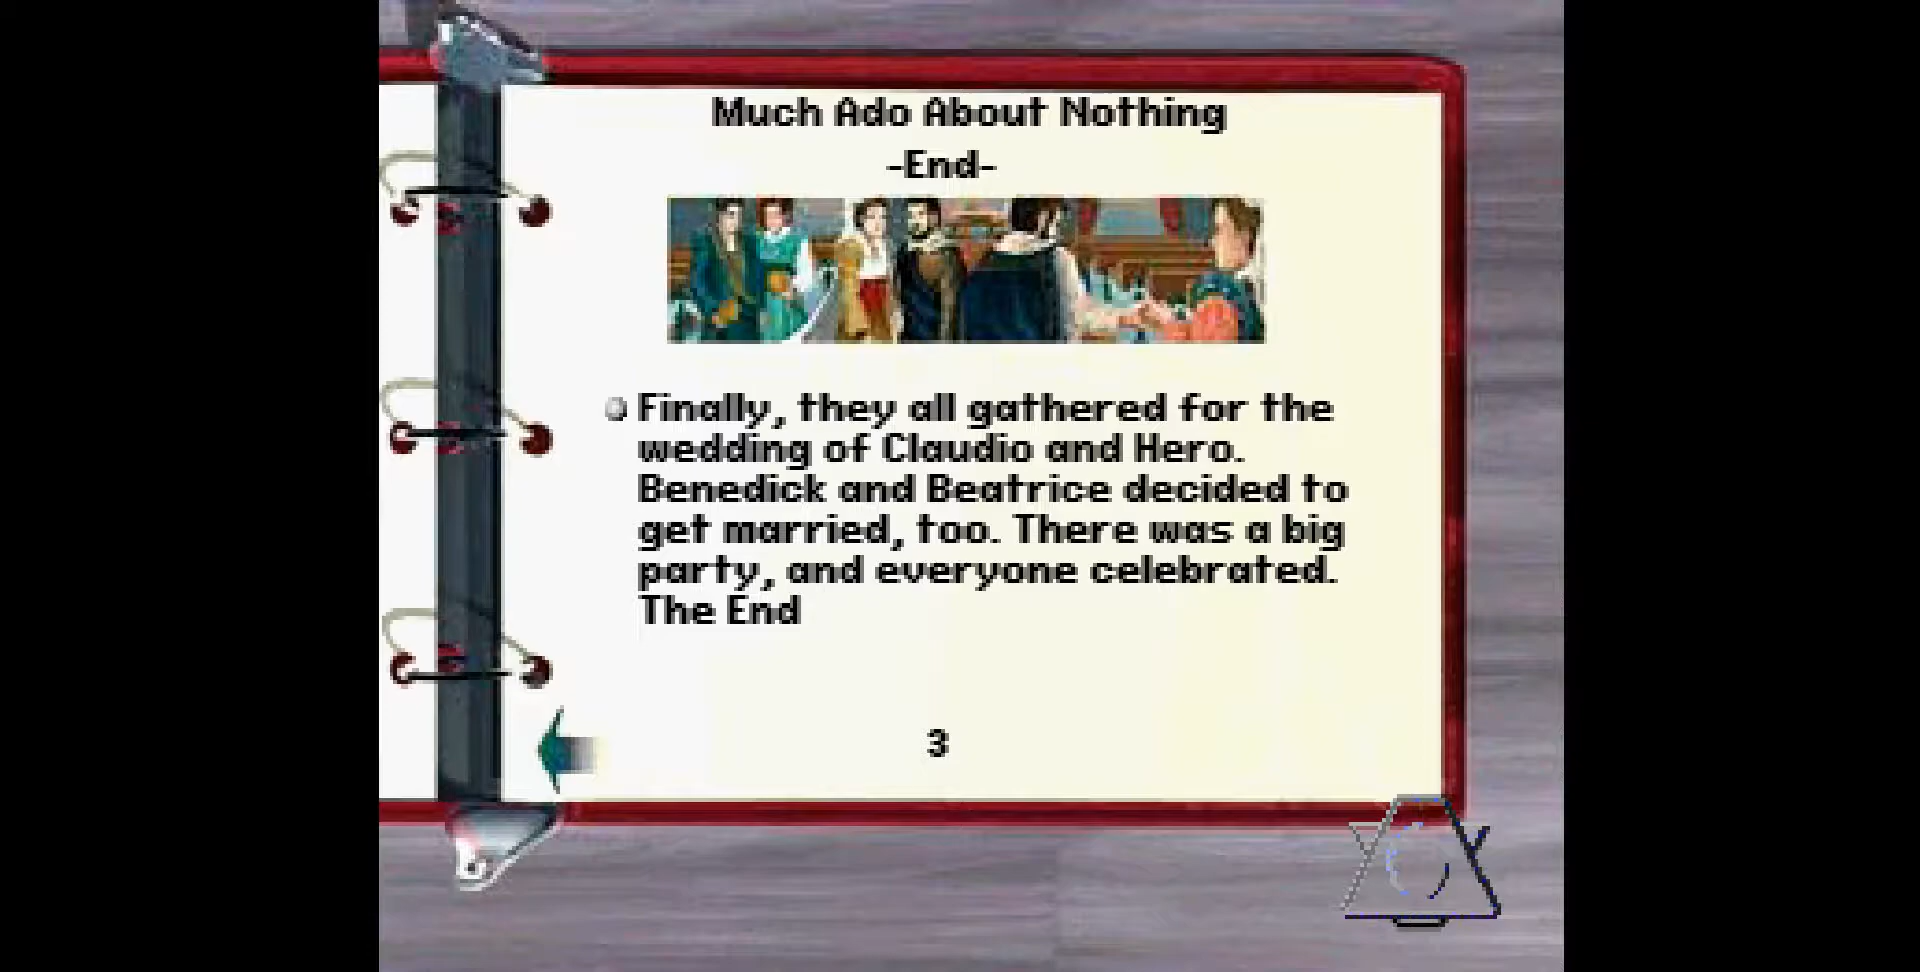 Much Ado About Nothing
-End-
Finally, they all gathered for the
wedding of Claudio and Hero.
Benedick and Beatrice decided to
get married, too. There was a big
party, and everyone celebrated.
The End
3